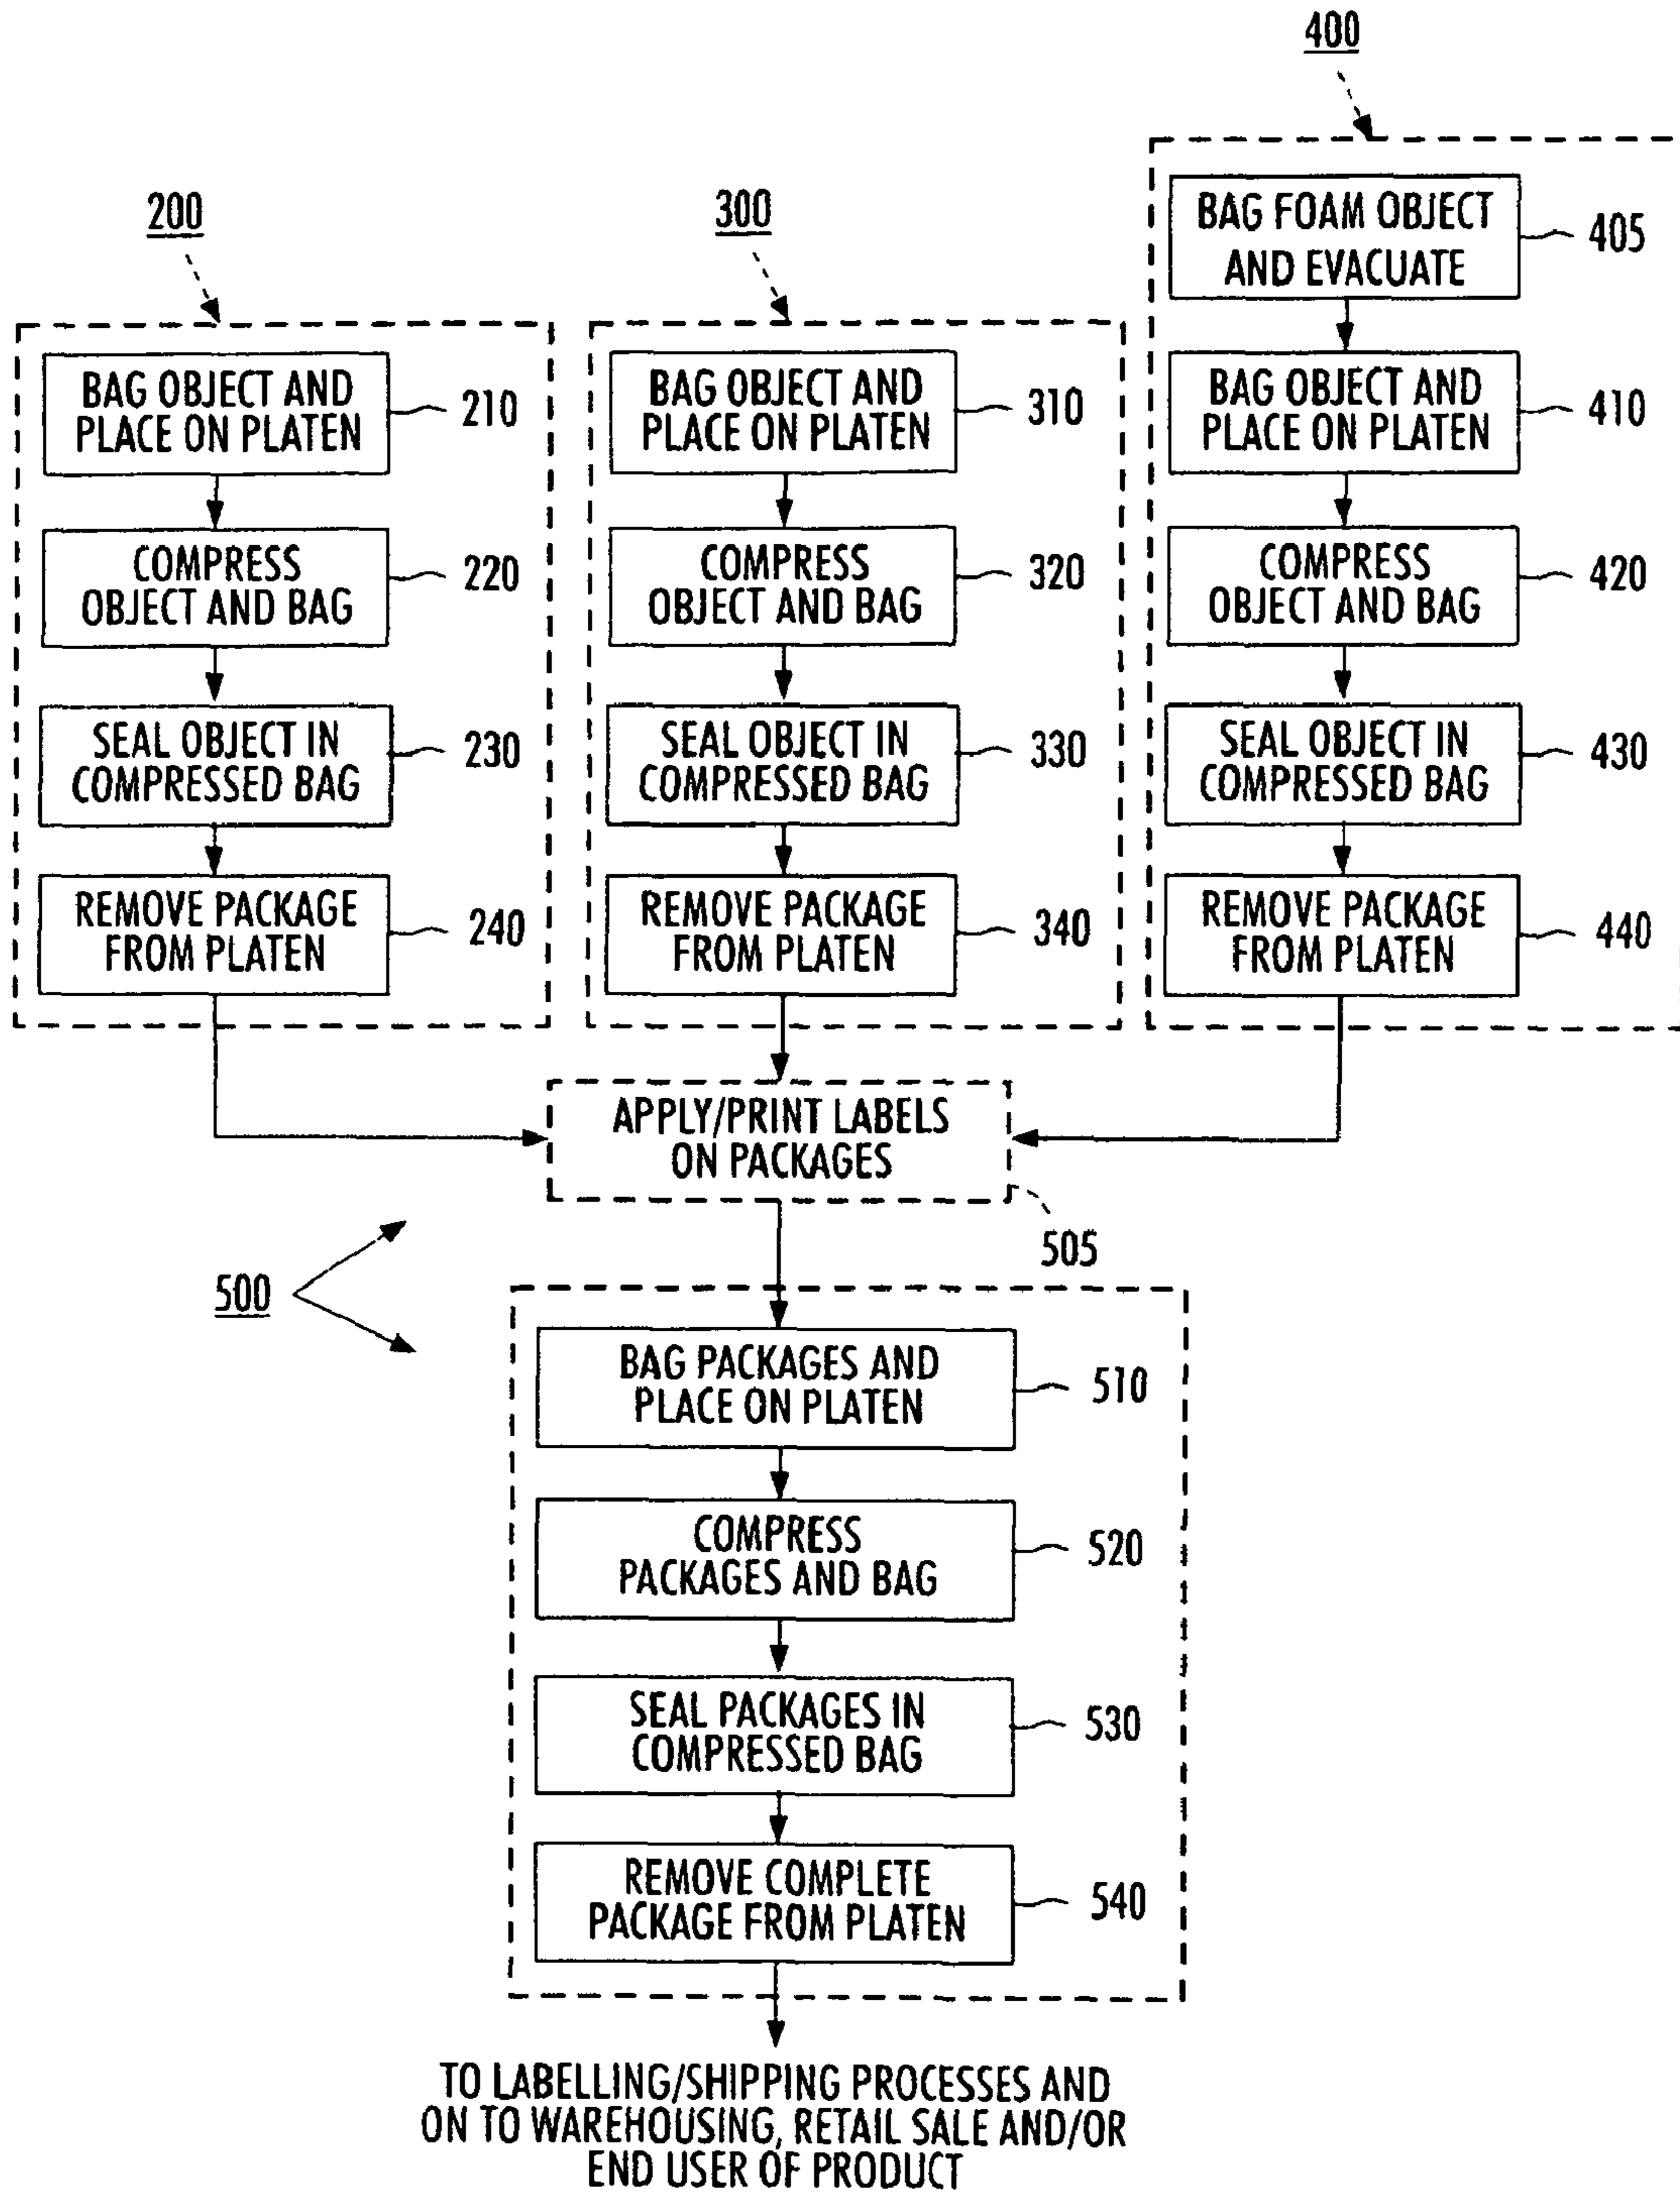 400
200
300
BAG FOAM OBJECT
AND EVACUATE
405
BAG OBJECT AND
PLACE ON PLATEN
210
BAG OBJECT AND
PLACE ON PLATEN
310
BAG OBJECT AND
PLACE ON PLATEN
410
COMPRESS
OBJECT AND BAG
220
COMPRESS
OBJECT AND BAG
320
COMPRESS
OBJECT AND BAG
420
SEAL OBJECT IN
COMPRESSED BAG
230
SEAL OBJECT IN
COMPRESSED BAG
330
SEAL OBJECT IN
COMPRESSED BAG
430
REMOVE PACKAGE
FROM PLATEN
240
REMOVE PACKAGE
FROM PLATEN
340
REMOVE PACKAGE
FROM PLATEN
440
APPLY/PRINT LABELS
ON PACKAGES
505
500
BAG PACKAGES AND
PLACE ON PLATEN
510
COMPRESS
PACKAGES AND BAG
520
SEAL PACKAGES IN
COMPRESSED BAG
530
REMOVE COMPLETE
PACKAGE FROM PLATEN
540
TO LABELLING/SHIPPING PROCESSES AND
ON TO WAREHOUSING, RETAIL SALE AND/OR
END USER OF PRODUCT